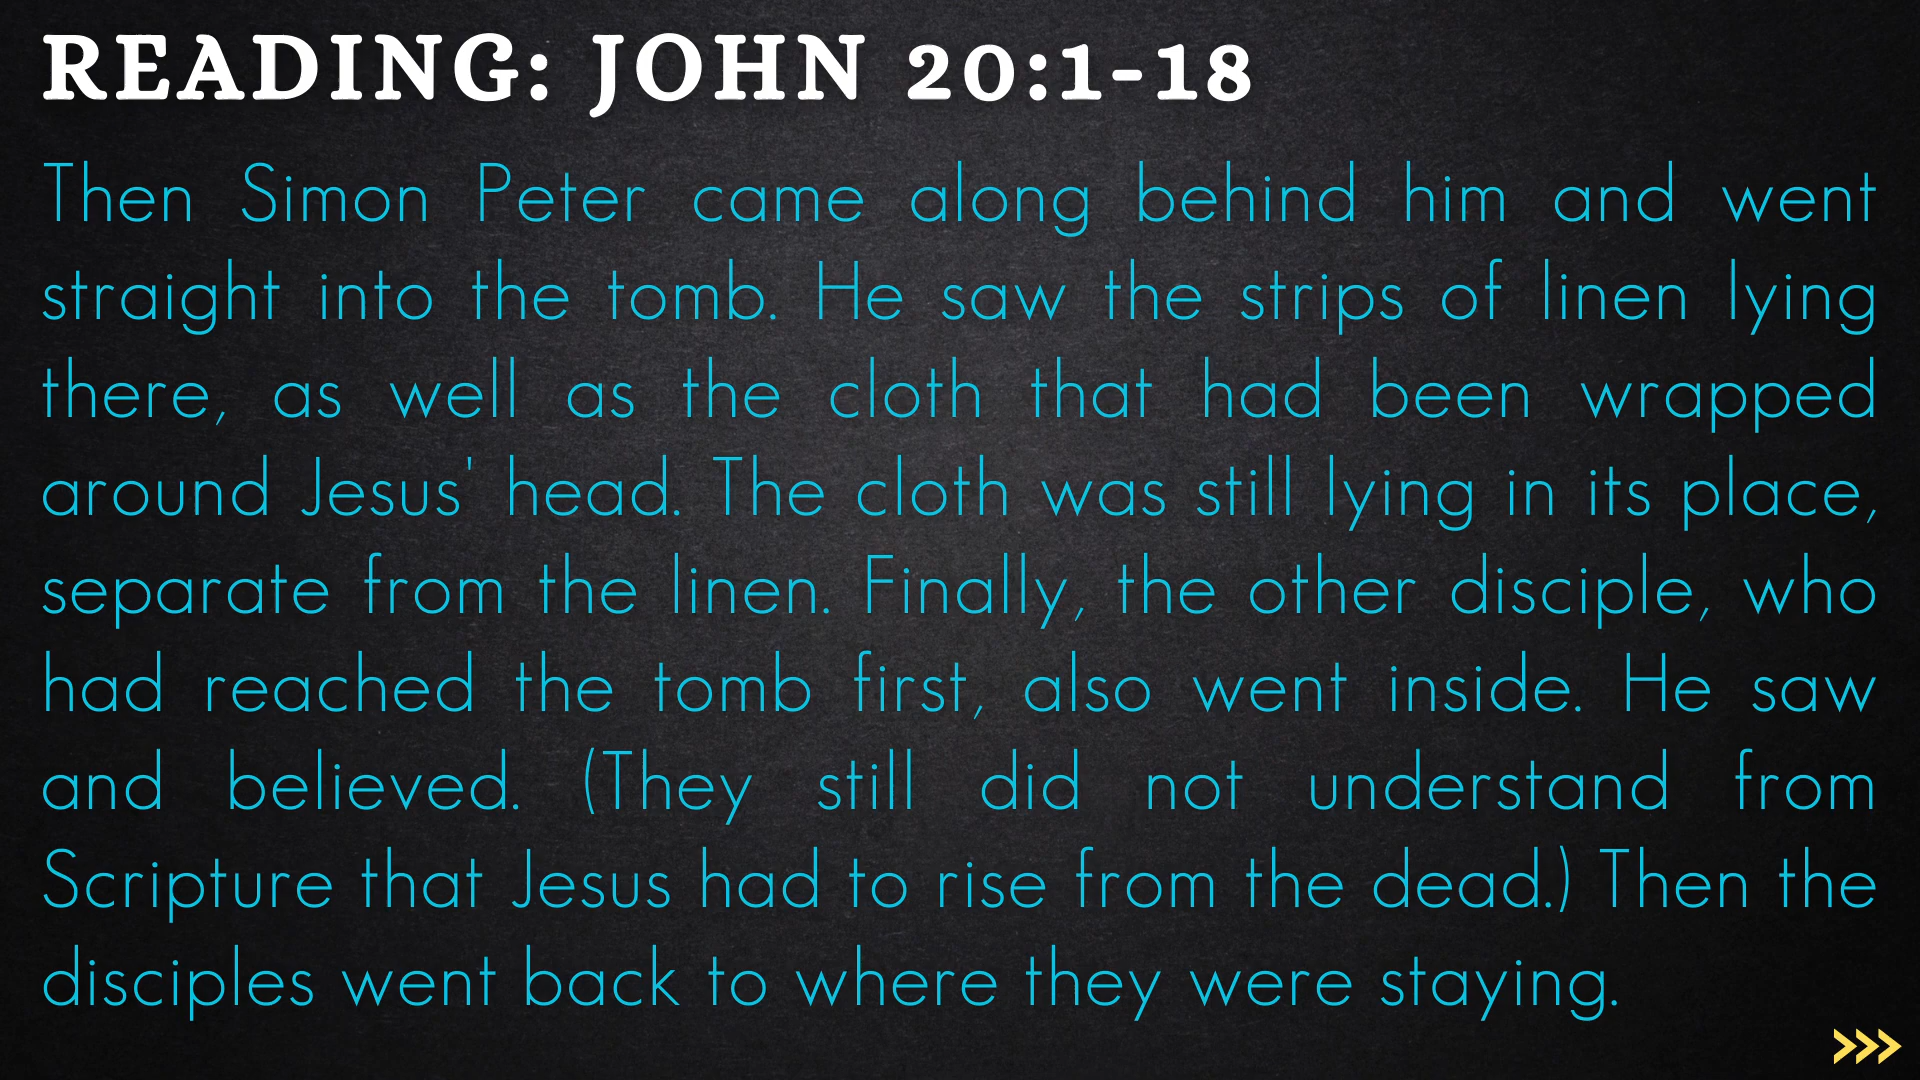 READING: JOHN 20:1-18
Then Simon Peter came along behind him and went
straight into the tomb. He saw the strips of linen lying
there, as well as the cloth that had been wrapped
around Jesus' head. The cloth was still lying in its place,
separate from the linen. Finally, the other disciple, who
had reached the tomb first, also went inside. He saw
and believed. (They still did not understand from
Scripture that Jesus had to rise from the dead.) Then the
disciples went back to where they were staying.